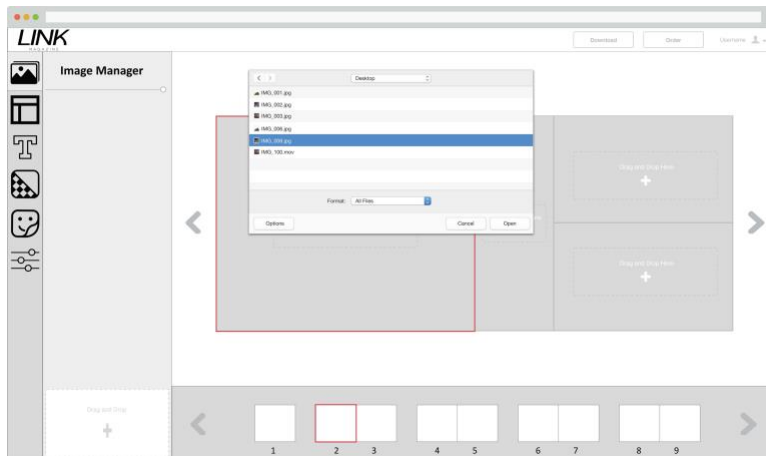 LINK
MAGAZINE
Download
Order
Username
Image Manager
Desktop
IMG_001.jpg
IMG_002.jpg
IMG_003.jpg
IMG_006.jpg
IMG_100.mov
Format: All Files
Options
Cancel
Open
Drag and Drop Here
Drag and Drop Here
Drag and Drop
1
2
3
4
5
6
7
8
9